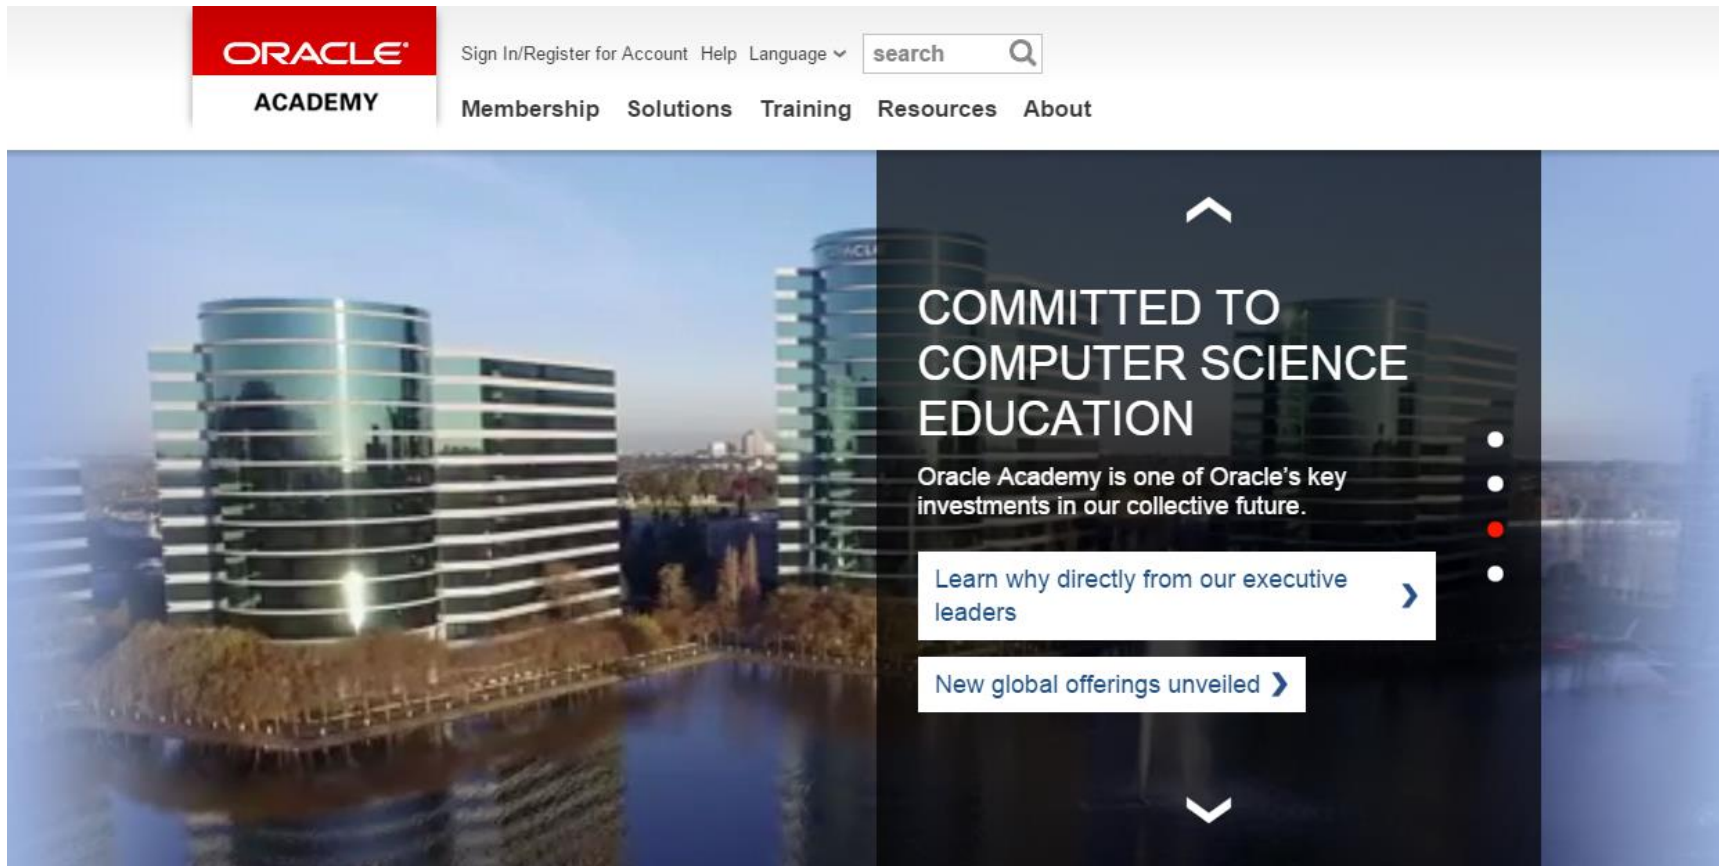 ORACLE®
ACADEMY
Sign In/Register for Account Help Language
search
Membership Solutions Training Resources About
COMMITTED TO
COMPUTER SCIENCE
EDUCATION
Oracle Academy is one of Oracle's key
investments in our collective future.
Learn why directly from our executive
leaders
New global offerings unveiled